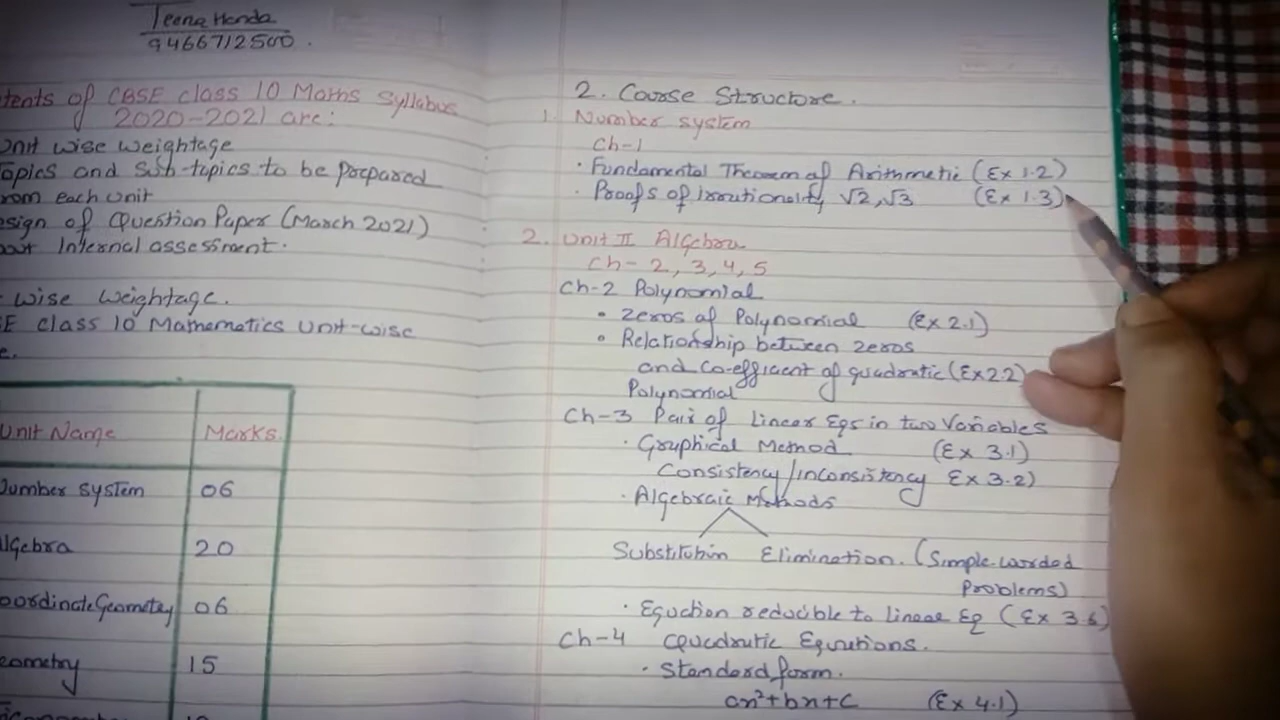 Teena Handa
9466712500.
tents of CBSE class 10 Maths Syllabus
2020-2021 are:
Unit wise weightage
Topics and Sub-topics to be prepared
rom each unit
esign of Question Paper (March 2021)
out Internal assessment.
- wise weightage.
E class 10 Mathematics Unit-wise
e.
Unit Name Marks
Number system 06
lgebra 20
oordinate Geometry 06
eometry 15
2. Course Structure.
1. Number system
Ch-1
• Fundamental Theorem of Arithmetic (Ex 1.2)
• Proofs of Irrationality √2, √3 (Ex 1.3)
2. Unit II Algebra
Ch- 2, 3, 4, 5
Ch-2 Polynomial
• Zeros of Polynomial (Ex 2.1)
• Relationship between zeros
and Co-efficient of quadratic (Ex 2.2)
Polynomial
Ch-3 Pair of Linear Eqs in two Variables
• Graphical Method (Ex 3.1)
Consistency/inconsistency Ex 3.2)
• Algebraic Methods
Substitution Elimination. (Simple worded
Problems)
• Equation reducible to linear Eq (Ex 3.6)
Ch-4 Quadratic Equations.
• Standard form.
ax²+bx+c (Ex 4.1)